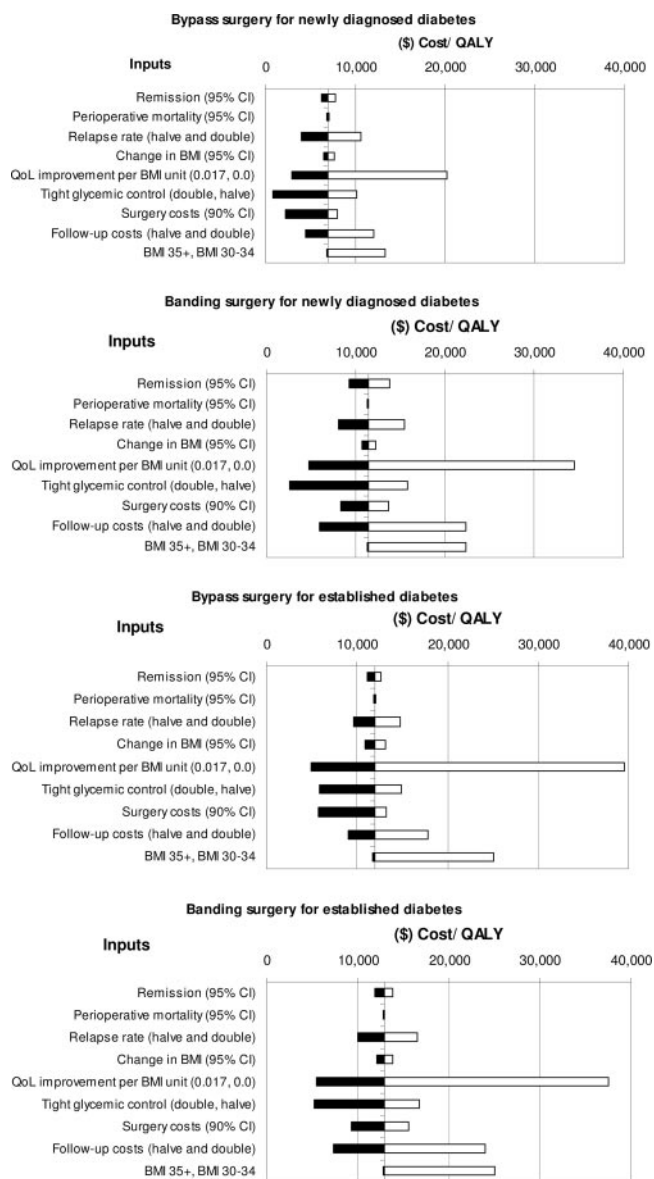 Bypass surgery for newly diagnosed diabetes
($) Cost/ QALY
Inputs
0 10,000 20,000 30,000 40,000
Remission (95% CI)
Perioperative mortality (95% CI)
Relapse rate (halve and double)
Change in BMI (95% CI)
QoL improvement per BMI unit (0.017, 0.0)
Tight glycemic control (double, halve)
Surgery costs (90% CI)
Follow-up costs (halve and double)
BMI 35+, BMI 30-34
Banding surgery for newly diagnosed diabetes
($) Cost/ QALY
Inputs
0 10,000 20,000 30,000 40,000
Remission (95% CI)
Perioperative mortality (95% CI)
Relapse rate (halve and double)
Change in BMI (95% CI)
QoL improvement per BMI unit (0.017, 0.0)
Tight glycemic control (double, halve)
Surgery costs (90% CI)
Follow-up costs (halve and double)
BMI 35+, BMI 30-34
Bypass surgery for established diabetes
($) Cost/ QALY
Inputs
0 10,000 20,000 30,000 40,000
Remission (95% CI)
Perioperative mortality (95% CI)
Relapse rate (halve and double)
Change in BMI (95% CI)
QoL improvement per BMI unit (0.017, 0.0)
Tight glycemic control (double, halve)
Surgery costs (90% CI)
Follow-up costs (halve and double)
BMI 35+, BMI 30-34
Banding surgery for established diabetes
($) Cost/ QALY
Inputs
0 10,000 20,000 30,000 40,000
Remission (95% CI)
Perioperative mortality (95% CI)
Relapse rate (halve and double)
Change in BMI (95% CI)
QoL improvement per BMI unit (0.017, 0.0)
Tight glycemic control (double, halve)
Surgery costs (90% CI)
Follow-up costs (halve and double)
BMI 35+, BMI 30-34